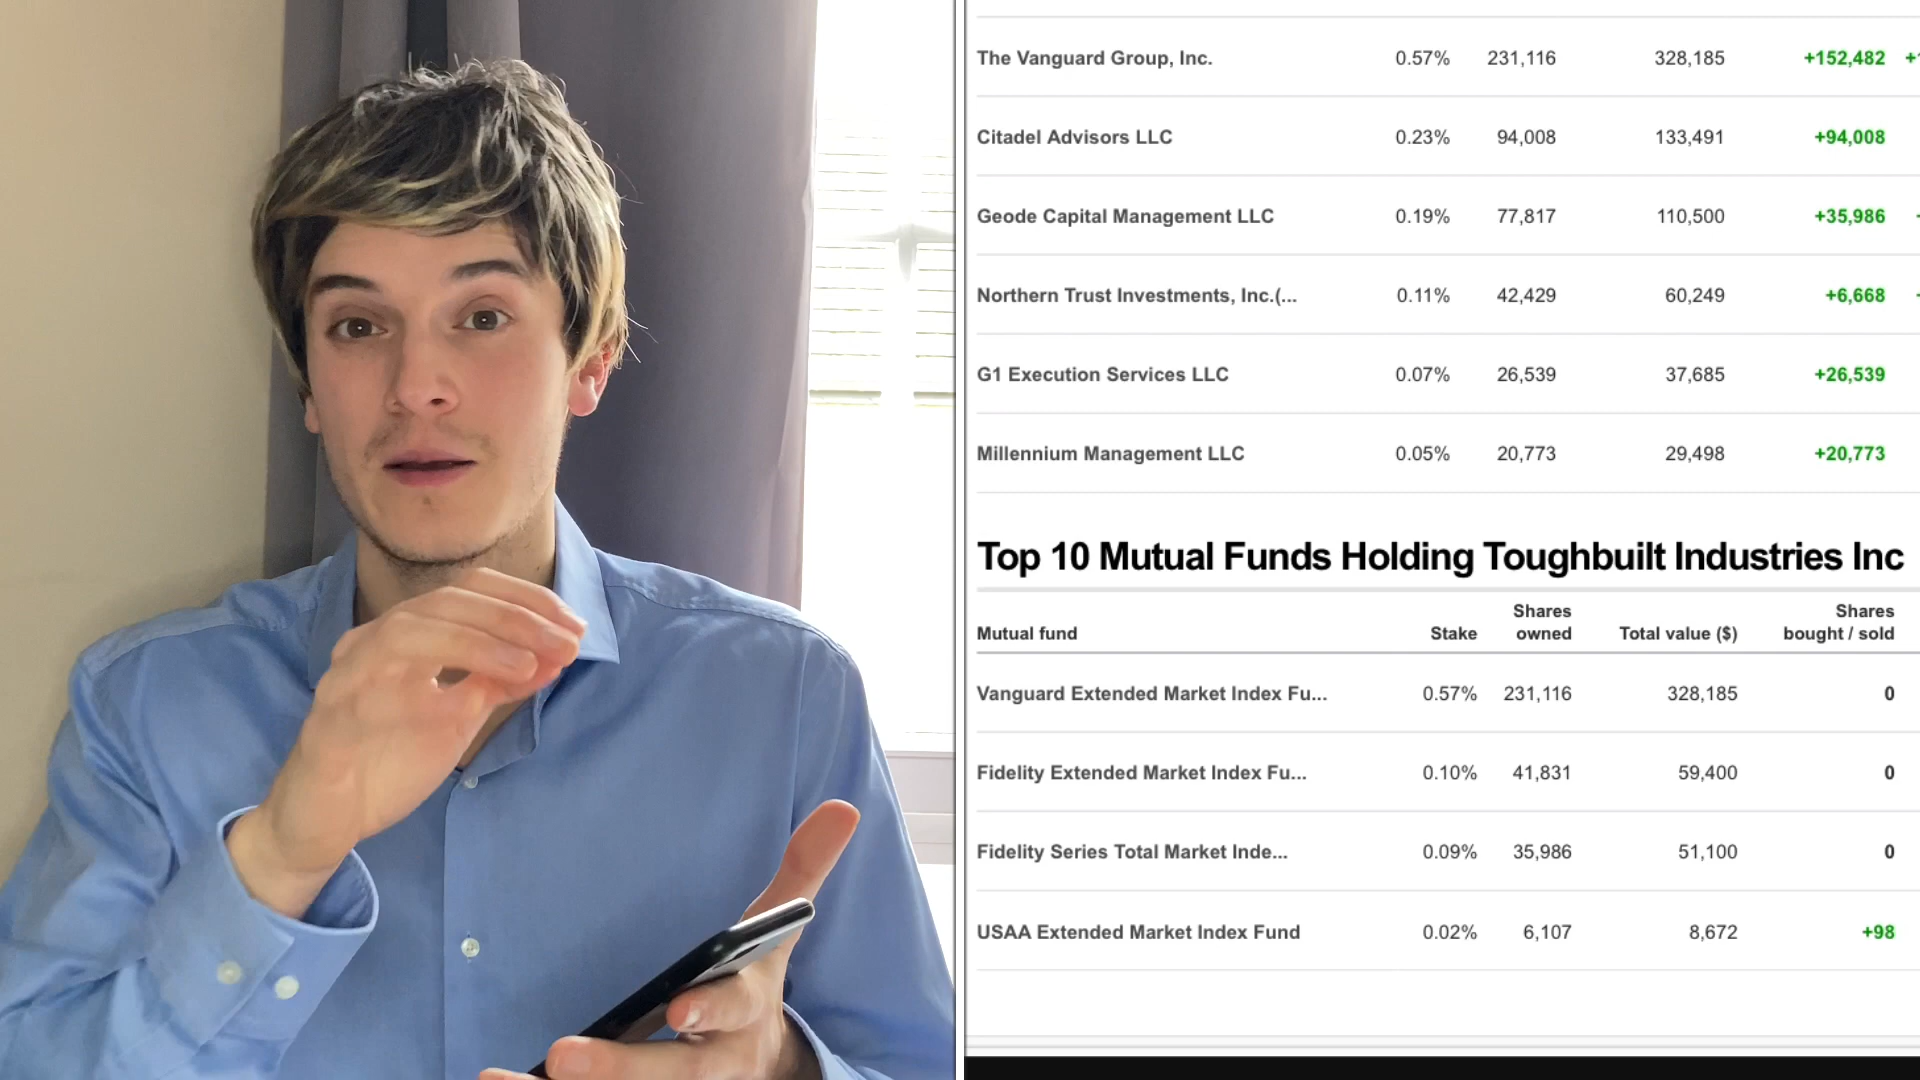 The Vanguard Group, Inc. 0.57% 231,116 328,185 +152,482
Citadel Advisors LLC 0.23% 94,008 133,491 +94,008
Geode Capital Management LLC 0.19% 77,817 110,500 +35,986
Northern Trust Investments, Inc.(... 0.11% 42,429 60,249 +6,668
G1 Execution Services LLC 0.07% 26,539 37,685 +26,539
Millennium Management LLC 0.05% 20,773 29,498 +20,773
Top 10 Mutual Funds Holding Toughbuilt Industries Inc
Mutual fund Stake Shares owned Total value ($) Shares bought / sold
Vanguard Extended Market Index Fu... 0.57% 231,116 328,185 0
Fidelity Extended Market Index Fu... 0.10% 41,831 59,400 0
Fidelity Series Total Market Inde... 0.09% 35,986 51,100 0
USAA Extended Market Index Fund 0.02% 6,107 8,672 +98